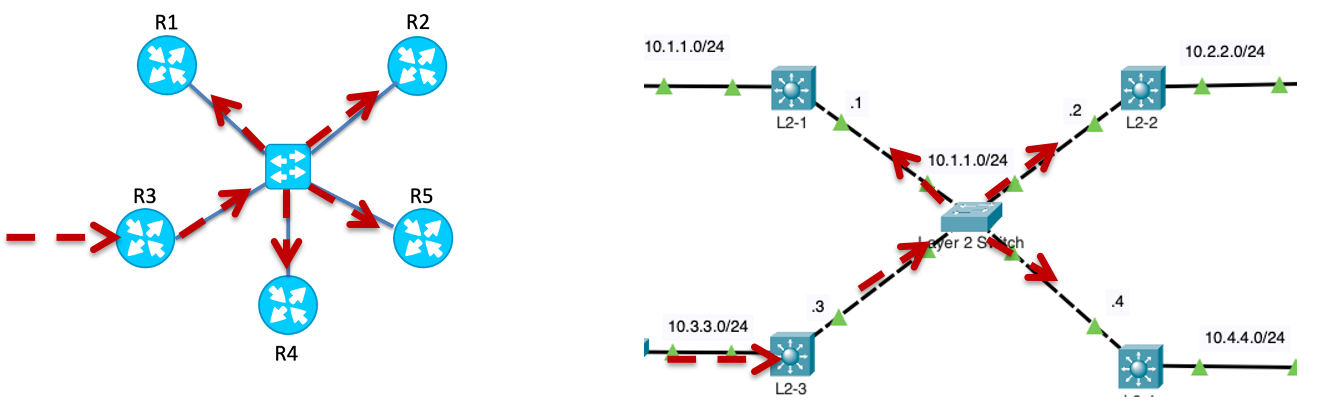 R1
R2
R3
R5
R4
10.1.1.0/24
10.2.2.0/24
L2-1
.1
.2
L2-2
10.1.1.0/24
Layer 2 Switch
.3
.4
10.3.3.0/24
10.4.4.0/24
L2-3